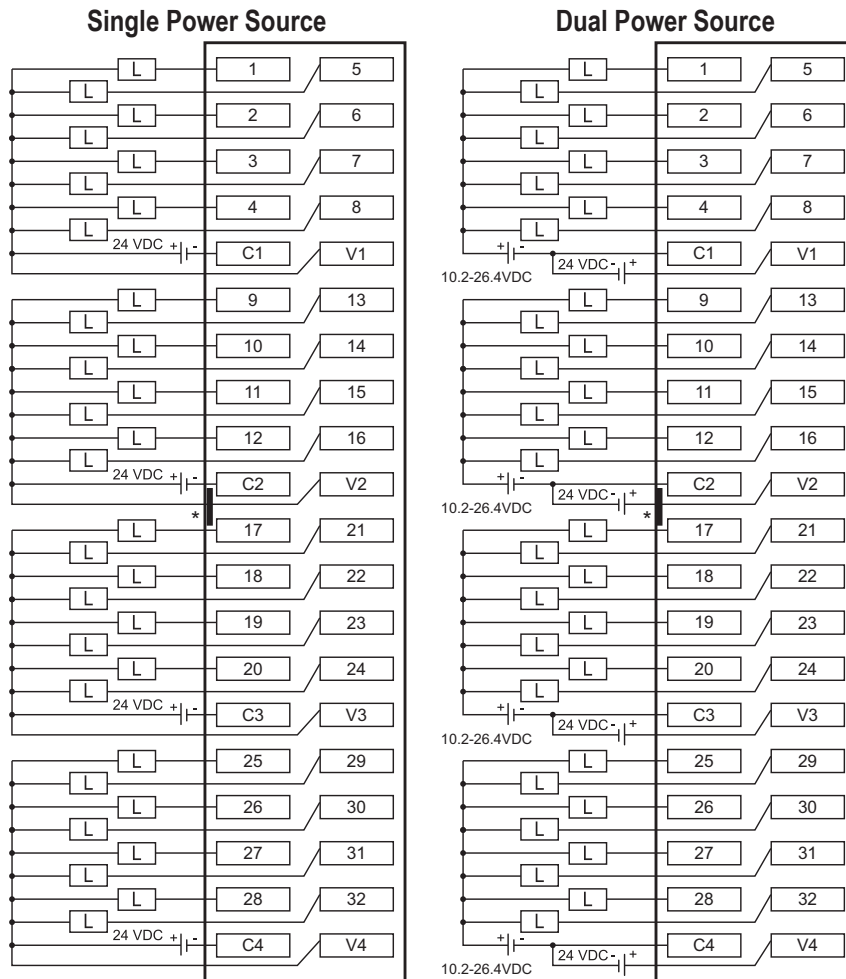 Single Power Source
L 1 5
L
L 2 6
L
L 3 7
L
L 4 8
L
24 VDC + - C1 V1
L 9 13
L
L 10 14
L
L 11 15
L
L 12 16
L
24 VDC + - C2 V2
*
L 17 21
L
L 18 22
L
L 19 23
L
L 20 24
L
24 VDC + - C3 V3
L 25 29
L
L 26 30
L
L 27 31
L
L 28 32
L
24 VDC + - C4 V4
Dual Power Source
L 1 5
L
L 2 6
L
L 3 7
L
L 4 8
L
+ - C1 V1
24 VDC - +
10.2-26.4VDC
L 9 13
L
L 10 14
L
L 11 15
L
L 12 16
L
+ - C2 V2
24 VDC - +
10.2-26.4VDC
*
L 17 21
L
L 18 22
L
L 19 23
L
L 20 24
L
+ - C3 V3
24 VDC - +
10.2-26.4VDC
L 25 29
L
L 26 30
L
L 27 31
L
L 28 32
L
+ - C4 V4
24 VDC - +
10.2-26.4VDC